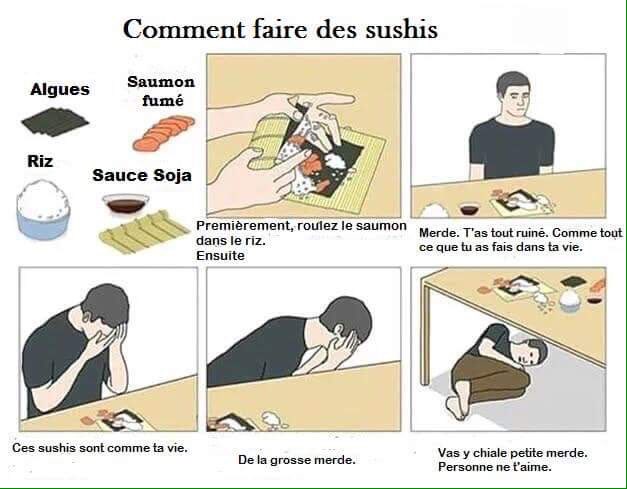 Comment faire des sushis
Algues
Saumon
fumé
Riz
Sauce Soja
Premièrement, roulez le saumon
dans le riz.
Ensuite
Merde. T'as tout ruiné. Comme tout
ce que tu as fais dans ta vie.
Ces sushis sont comme ta vie.
De la grosse merde.
Vas y chiale petite merde.
Personne ne t'aime.